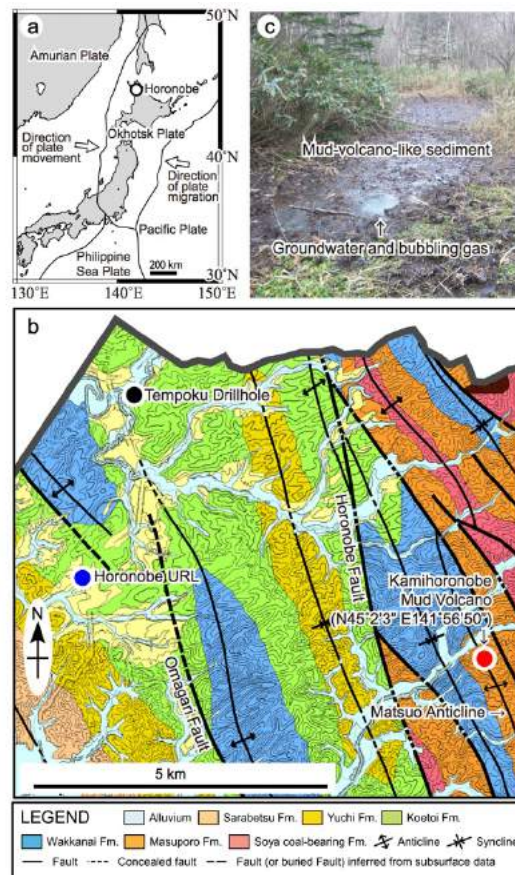 a
50°N
Amurian Plate
Horonobe
Okhotsk Plate
Direction
of plate
movement
40°N
Direction
of plate
migration
Pacific Plate
Philippine
Sea Plate
200 km
30°N
130°E
140°E
150°E
c
Mud-volcano-like sediment
Groundwater and bubbling gas
b
Tempoku Drillhole
Horonobe Fault
Horonobe URL
Kamihoronobe
Mud Volcano
(N45°2'3" E141°56'50")
N
Omagari Fault
Matsuo Anticline
5 km
LEGEND
Alluvium
Sarabetsu Fm.
Yuchi Fm.
Koetoi Fm.
Wakkanai Fm.
Masuporo Fm.
Soya coal-bearing Fm.
Anticline
Syncline
Fault
Concealed fault
Fault (or buried Fault) inferred from subsurface data